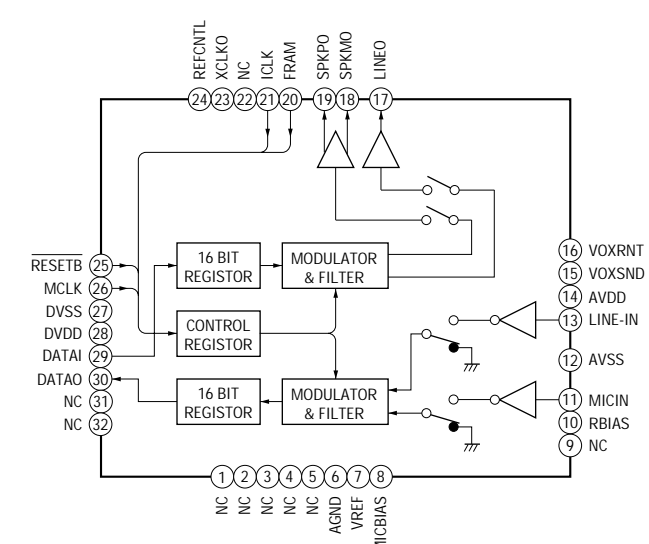 REFCNTL
XCLKO
NC
ICLK
FRAM
SPKPO
SPKMO
LINEO
24
23
22
21
20
19
18
17
RESETB 25
MCLK 26
DVSS 27
DVDD 28
DATAI 29
DATAO 30
NC 31
NC 32
16 BIT
REGISTOR
MODULATOR
& FILTER
CONTROL
REGISTOR
16 BIT
REGISTOR
MODULATOR
& FILTER
16 VOXRNT
15 VOXSND
14 AVDD
13 LINE-IN
12 AVSS
11 MICIN
10 RBIAS
9 NC
1
2
3
4
5
6
7
8
NC
NC
NC
NC
NC
AGND
VREF
MICBIAS